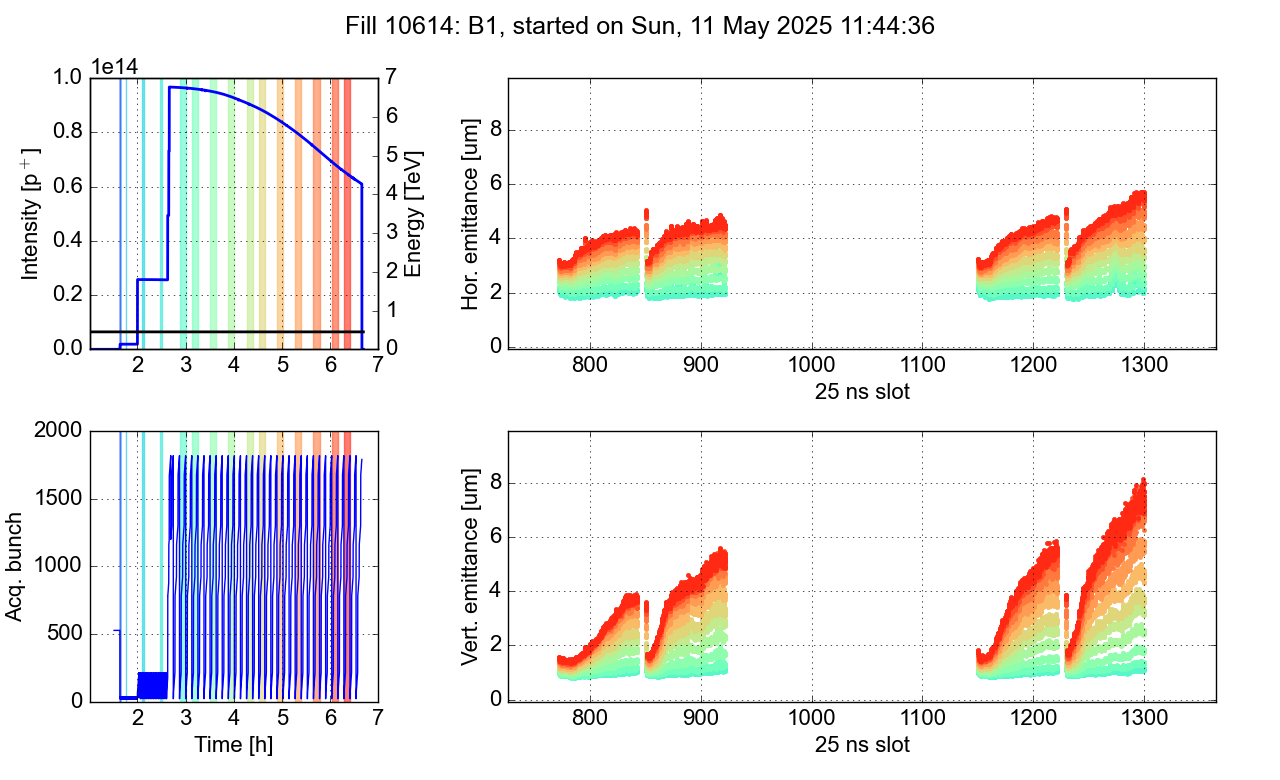 Fill 10614: B1, started on Sun, 11 May 2025 11:44:36
1e14
1.0
0.8
0.6
0.4
0.2
0.0
Intensity [p+]
7
6
5
4
3
2
1
0
Energy [TeV]
2 3 4 5 6 7
8
6
4
2
0
Hor. emittance [um]
800 900 1000 1100 1200 1300
25 ns slot
2000
1500
1000
500
0
Acq. bunch
2 3 4 5 6 7
Time [h]
8
6
4
2
0
Vert. emittance [um]
800 900 1000 1100 1200 1300
25 ns slot